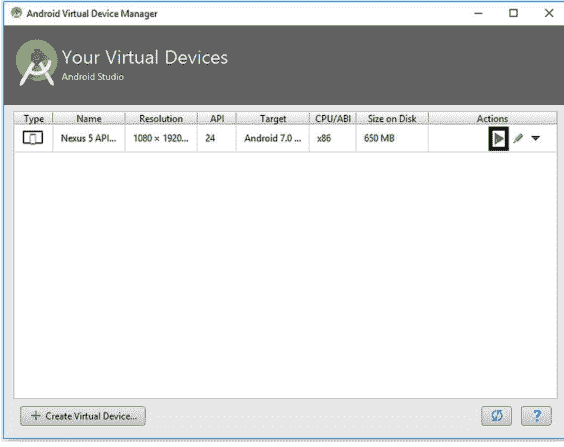 Android Virtual Device Manager
Your Virtual Devices
Android Studio
Type Name Resolution API Target CPU/ABI Size on Disk Actions
Nexus 5 API... 1080 × 1920... 24 Android 7.0 ... x86 650 MB
+ Create Virtual Device... ?